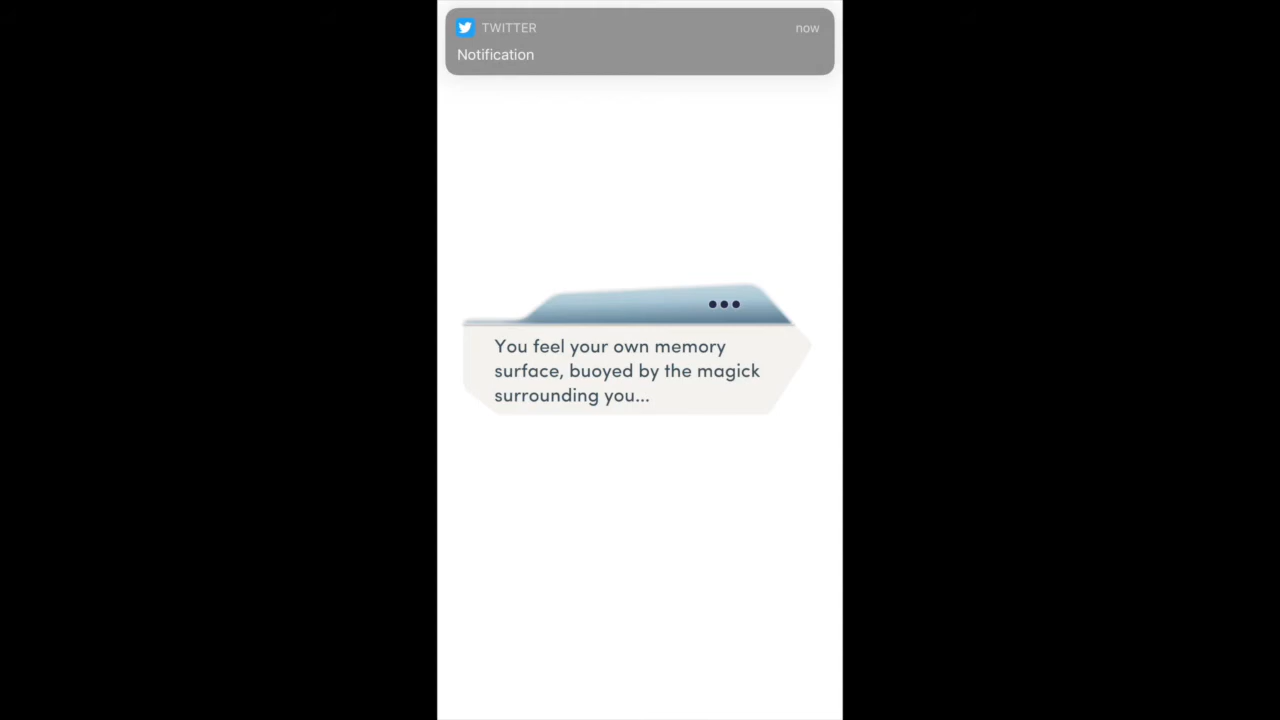 TWITTER now
Notification
You feel your own memory
surface, buoyed by the magick
surrounding you...